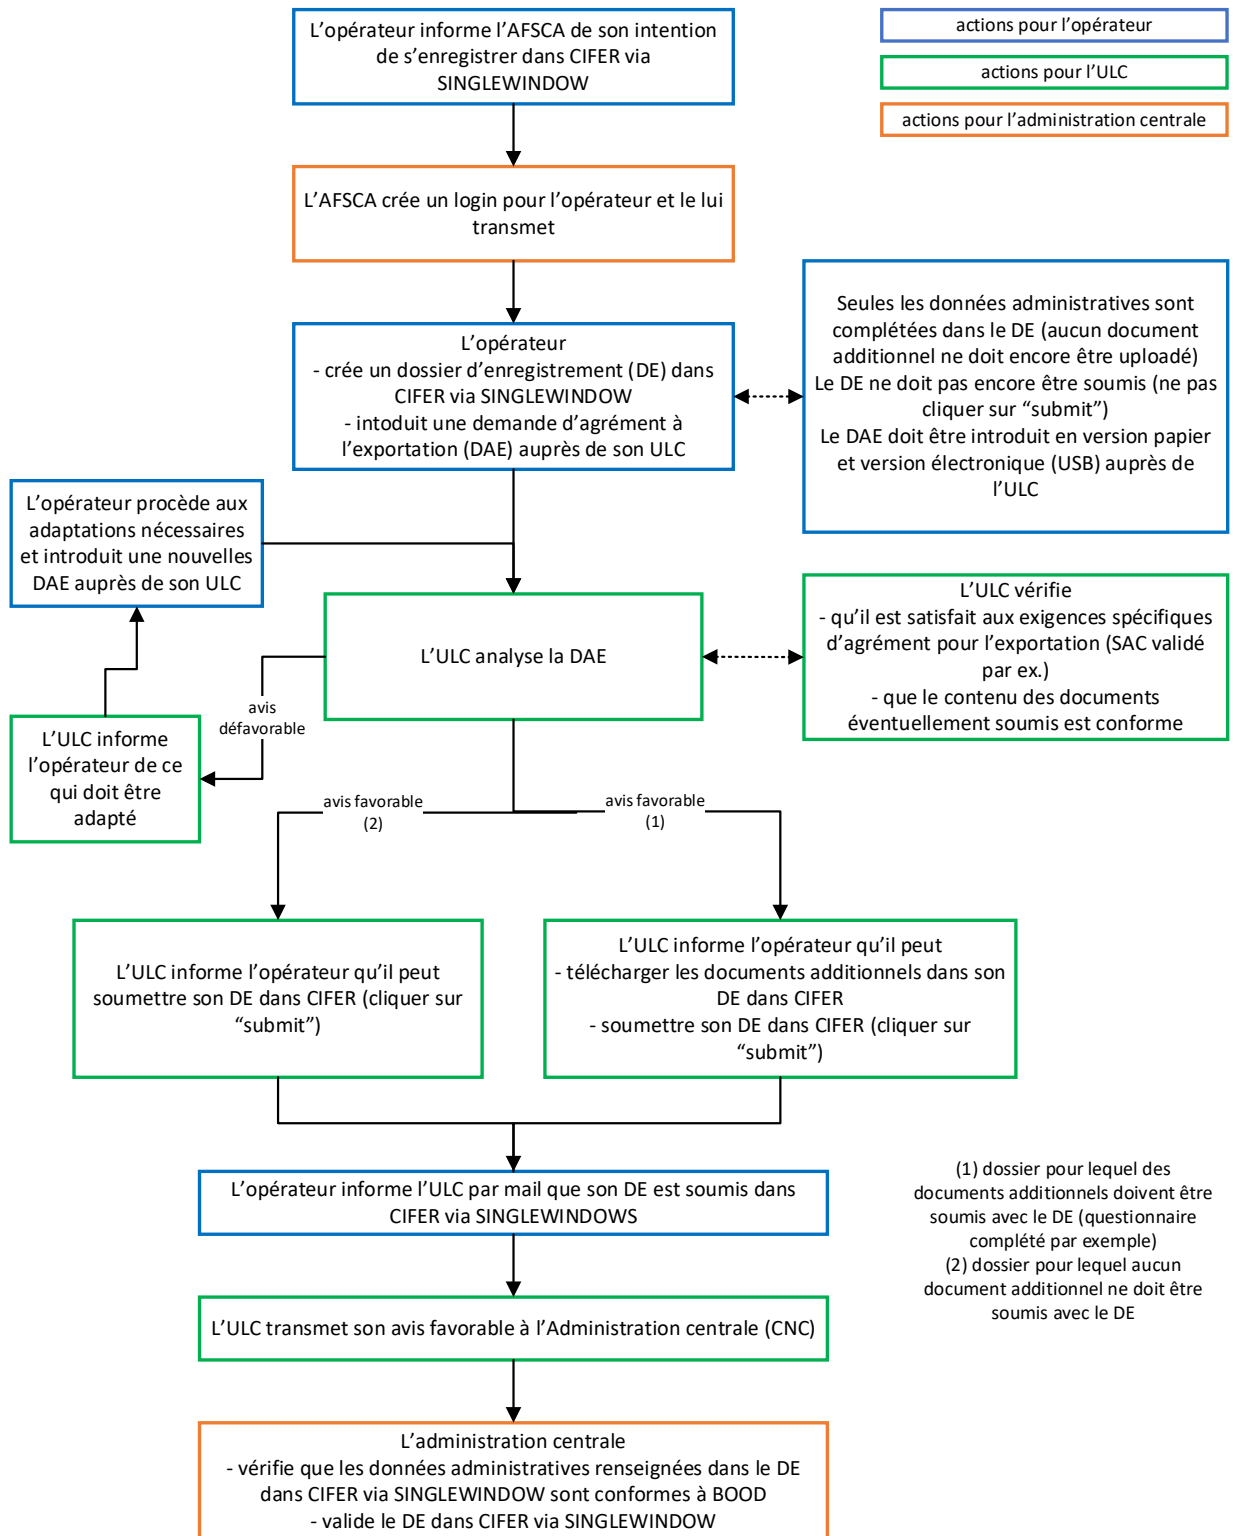 L’opérateur informe l’AFSCA de son intention
de s’enregistrer dans CIFER via
SINGLEWINDOW
actions pour l’opérateur
actions pour l’ULC
actions pour l’administration centrale
L’AFSCA crée un login pour l’opérateur et le lui
transmet
L’opérateur
- crée un dossier d’enregistrement (DE) dans
CIFER via SINGLEWINDOW
- intoduit une demande d’agrément à
l’exportation (DAE) auprès de son ULC
Seules les données administratives sont
complétées dans le DE (aucun document
additionnel ne doit encore être uploadé)
Le DE ne doit pas encore être soumis (ne pas
cliquer sur “submit”)
Le DAE doit être introduit en version papier
et version électronique (USB) auprès de
l’ULC
L’opérateur procède aux
adaptations nécessaires
et introduit une nouvelles
DAE auprès de son ULC
L’ULC analyse la DAE
L’ULC vérifie
- qu’il est satisfait aux exigences spécifiques
d’agrément pour l’exportation (SAC validé
par ex.)
- que le contenu des documents
éventuellement soumis est conforme
avis
défavorable
L’ULC informe
l’opérateur de ce
qui doit être
adapté
avis favorable
(2)
avis favorable
(1)
L’ULC informe l’opérateur qu’il peut
soumettre son DE dans CIFER (cliquer sur
“submit”)
L’ULC informe l’opérateur qu’il peut
- télécharger les documents additionnels dans son
DE dans CIFER
- soumettre son DE dans CIFER (cliquer sur
“submit”)
L’opérateur informe l’ULC par mail que son DE est soumis dans
CIFER via SINGLEWINDOWS
(1) dossier pour lequel des
documents additionnels doivent être
soumis avec le DE (questionnaire
complété par exemple)
(2) dossier pour lequel aucun
document additionnel ne doit être
soumis avec le DE
L’ULC transmet son avis favorable à l’Administration centrale (CNC)
L’administration centrale
- vérifie que les données administratives renseignées dans le DE
dans CIFER via SINGLEWINDOW sont conformes à BOOD
- valide le DE dans CIFER via SINGLEWINDOW